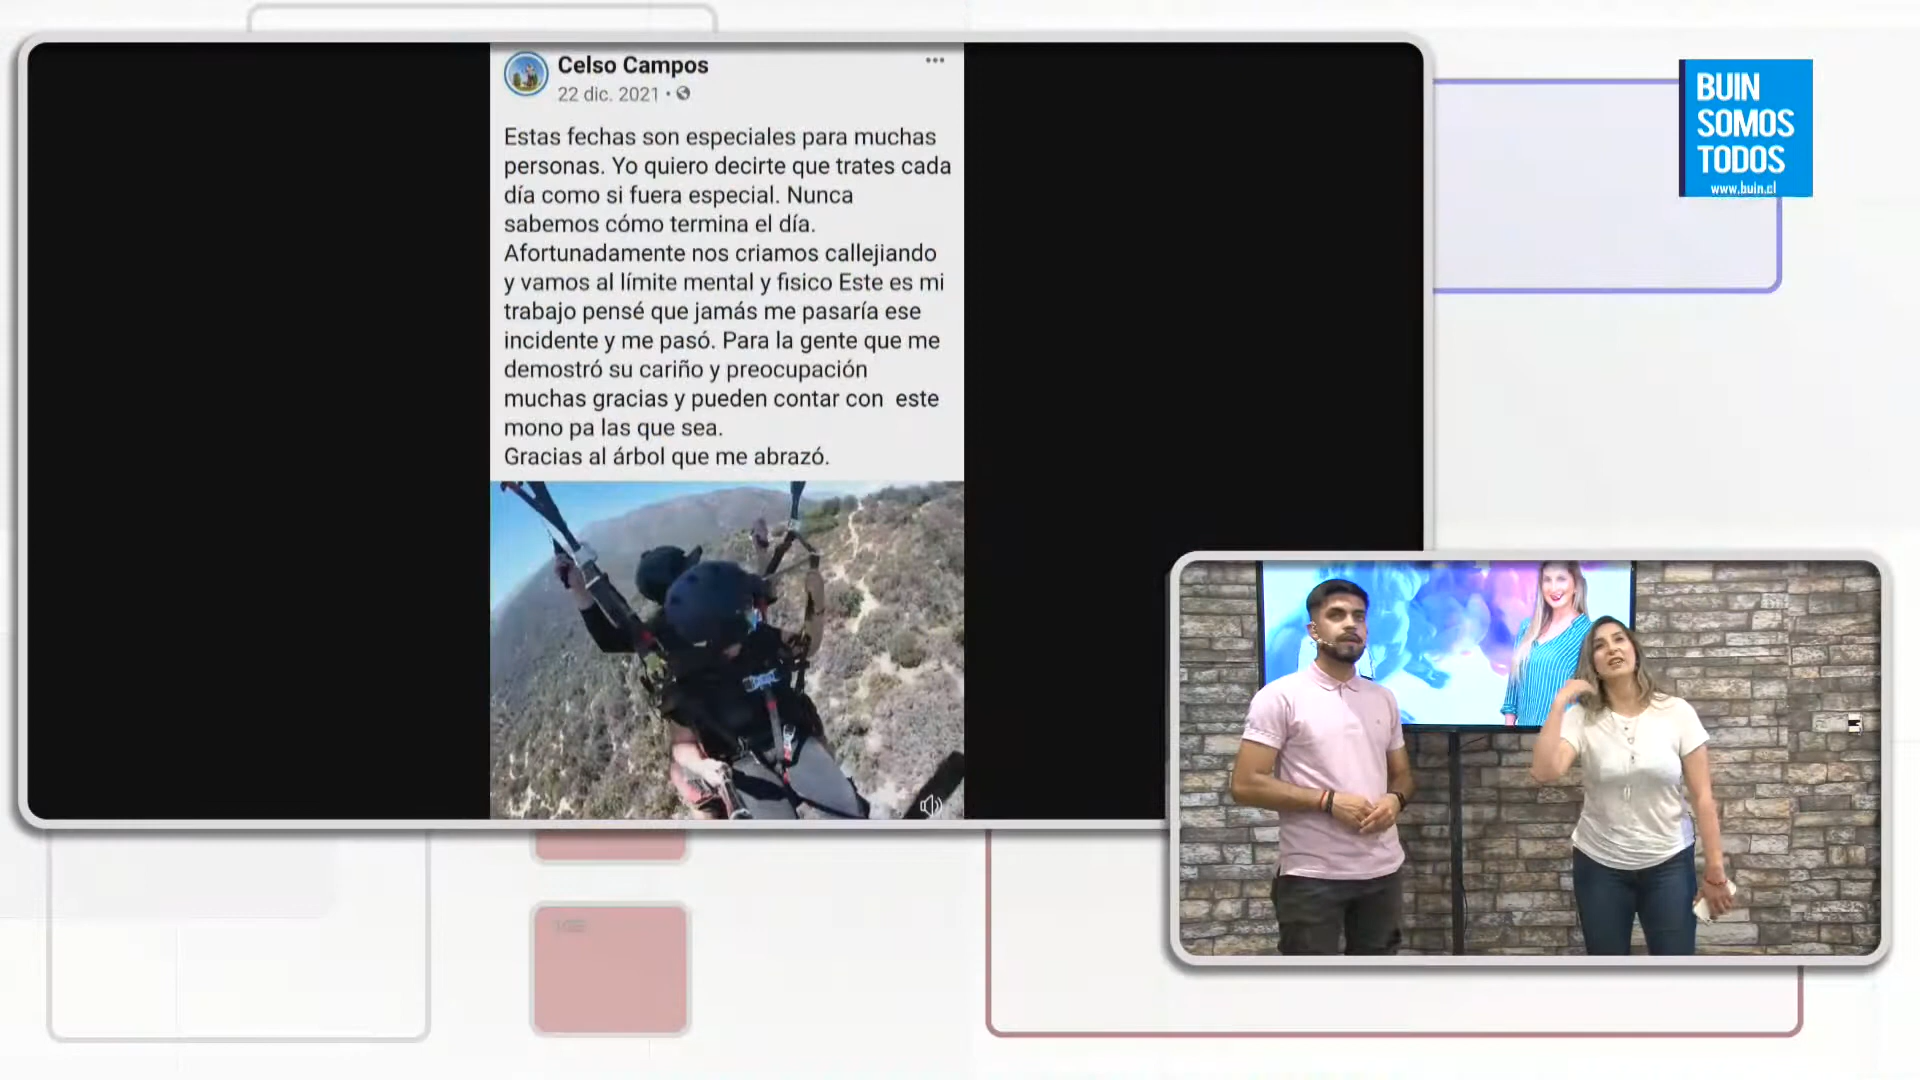 Celso Campos
22 dic. 2021 •
Estas fechas son especiales para muchas
personas. Yo quiero decirte que trates cada
día como si fuera especial. Nunca
sabemos cómo termina el día.
Afortunadamente nos criamos callejiando
y vamos al límite mental y fisico Este es mi
trabajo pensé que jamás me pasaría ese
incidente y me pasó. Para la gente que me
demostró su cariño y preocupación
muchas gracias y pueden contar con este
mono pa las que sea.
Gracias al árbol que me abrazó.
BUIN
SOMOS
TODOS
www.buin.cl